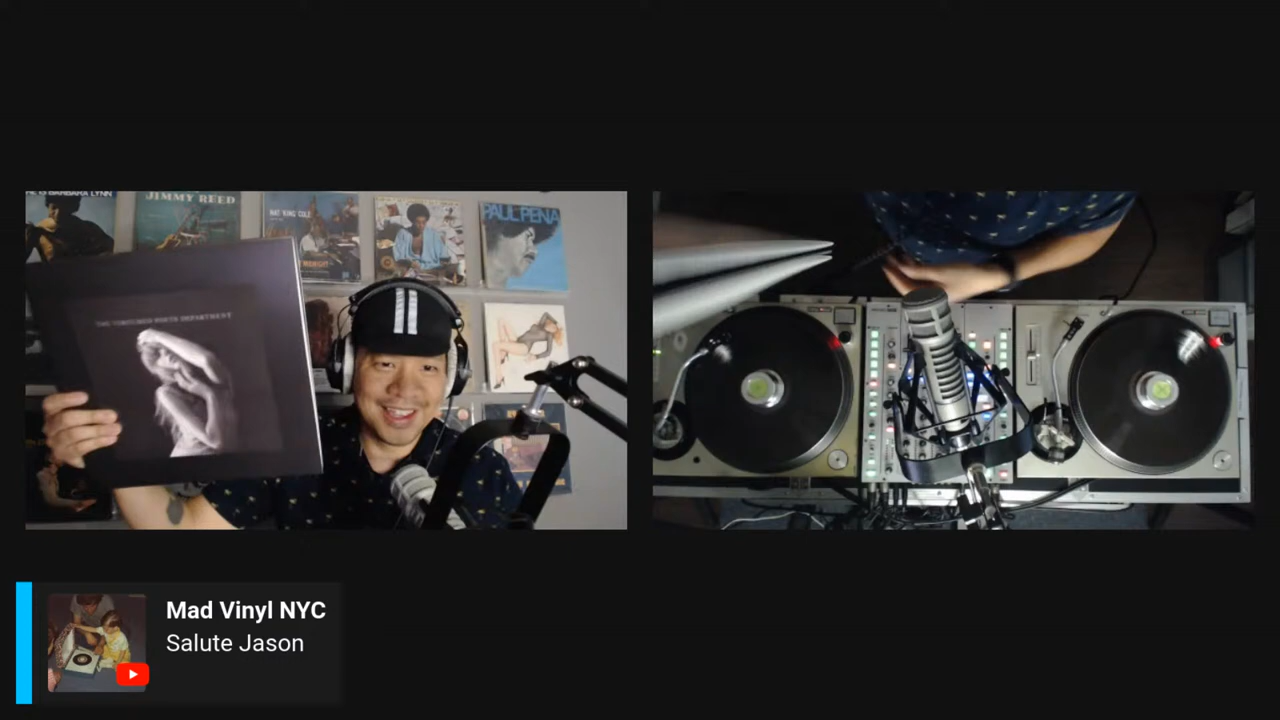 JIMMY REED
NAT KING COLE
PAUL PENA
THE TORTURED POETS DEPARTMENT
Mad Vinyl NYC
Salute Jason